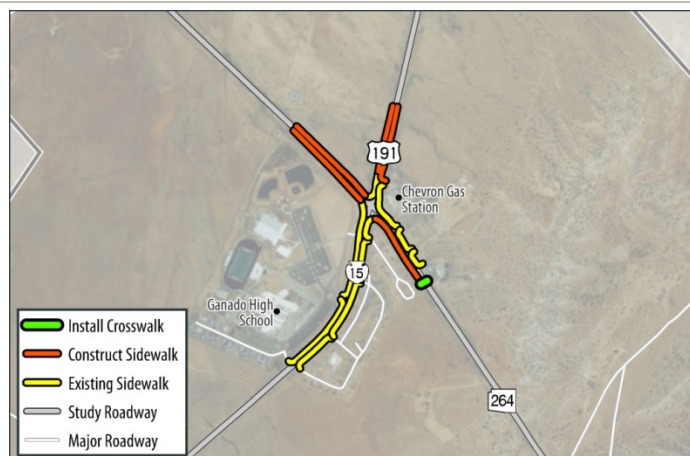 191
Chevron Gas
Station
15
Ganado High
School
264
Install Crosswalk
Construct Sidewalk
Existing Sidewalk
Study Roadway
Major Roadway